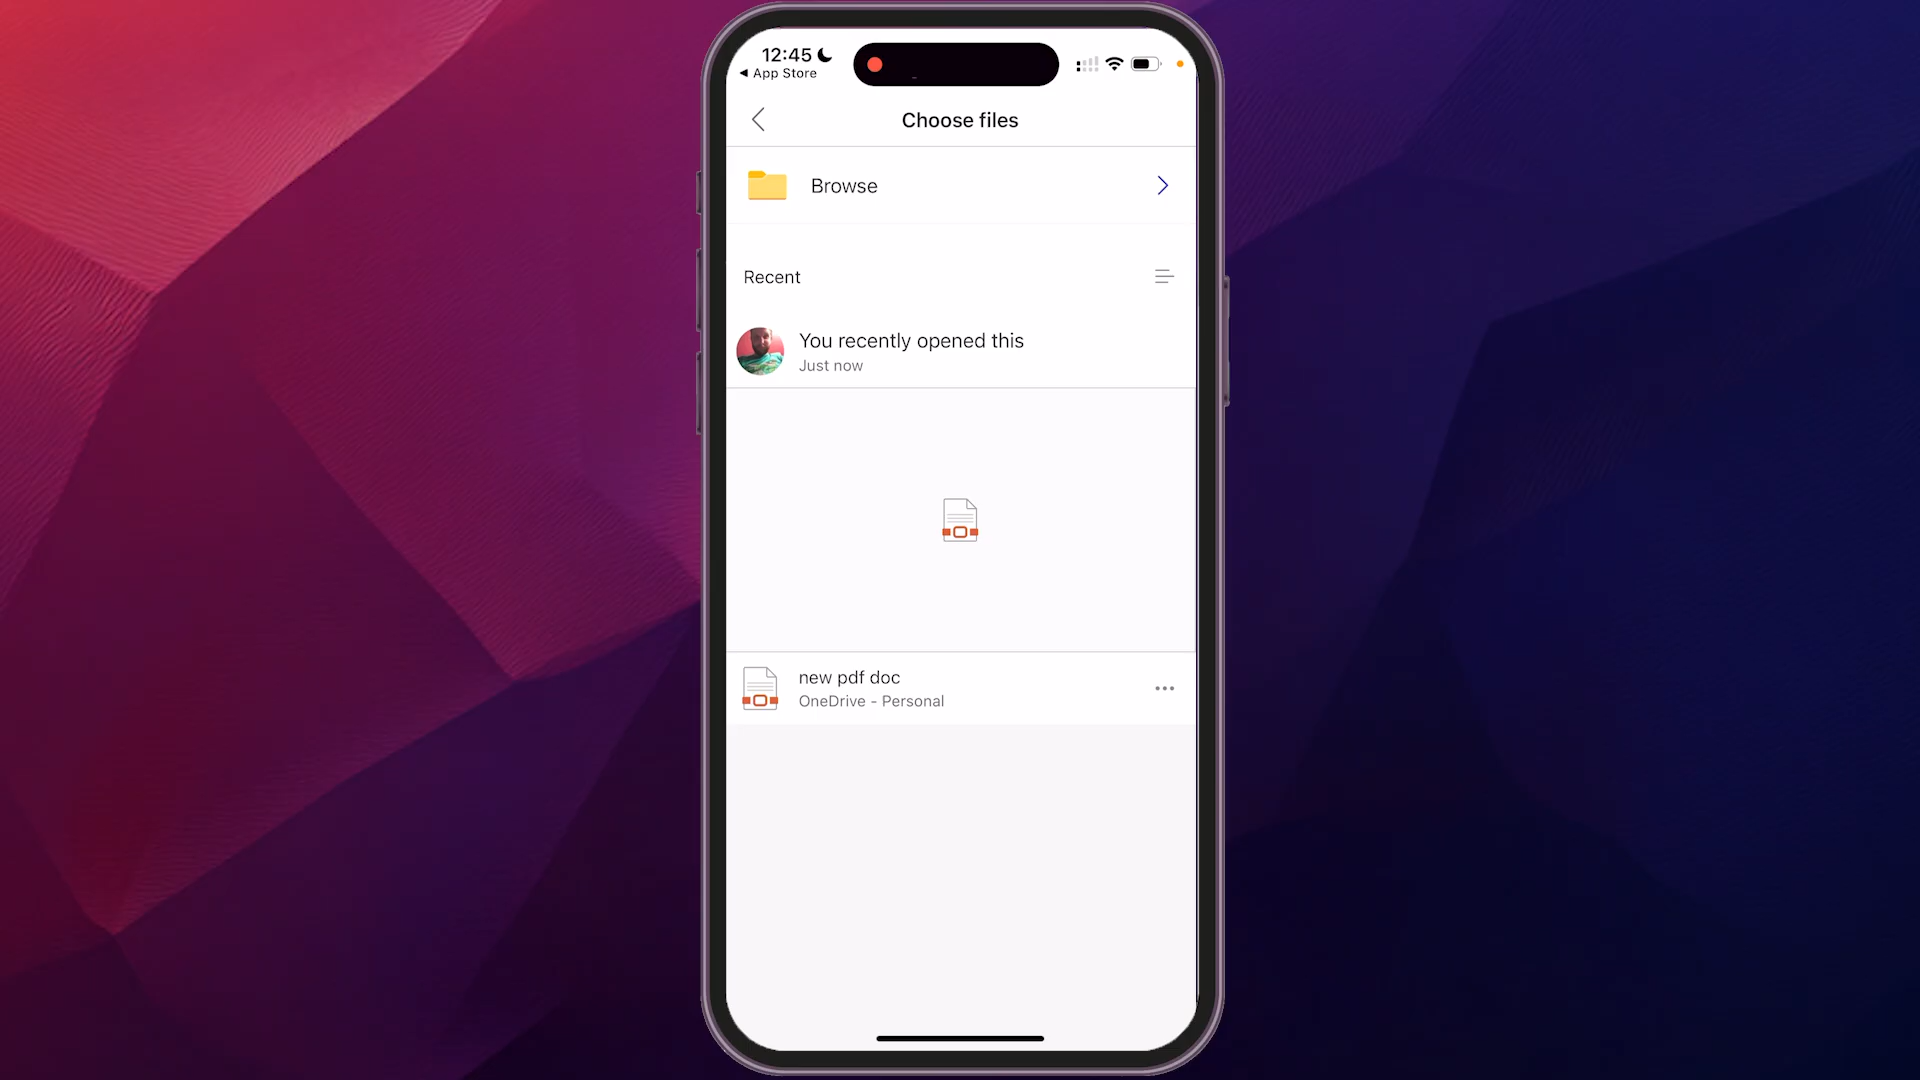 12:45
◀ App Store
Choose files
Browse
Recent
You recently opened this
Just now
new pdf doc
OneDrive - Personal